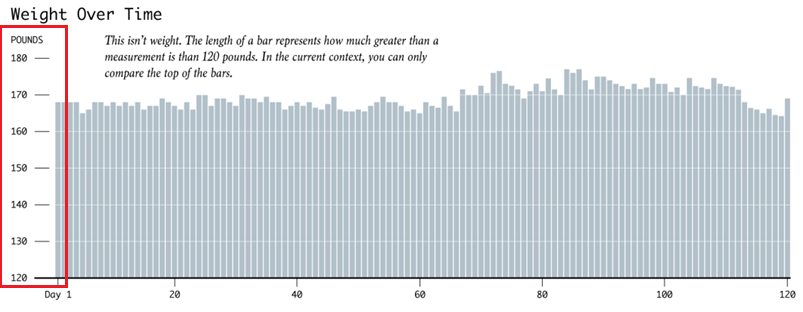 Weight Over Time
POUNDS
This isn't weight. The length of a bar represents how much greater than a
measurement is than 120 pounds. In the current context, you can only
compare the top of the bars.
180
170
160
150
140
130
120
Day 1 20 40 60 80 100 120